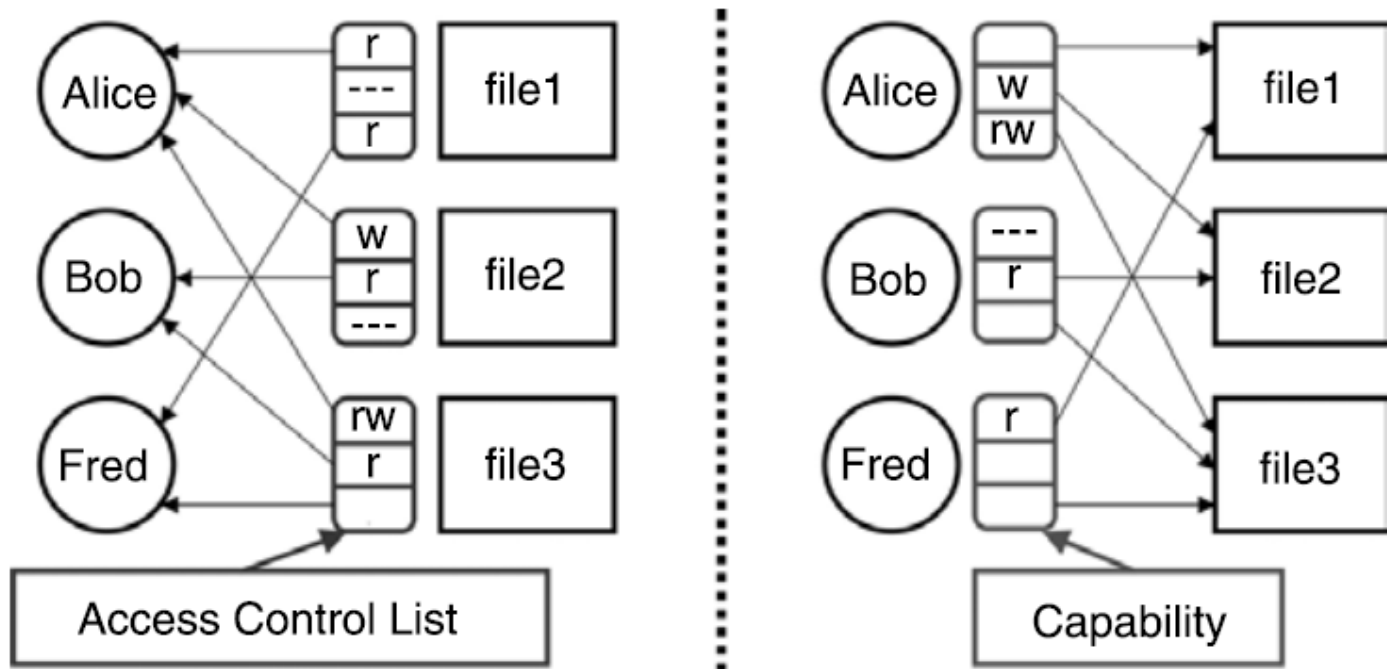 Alice
r
---
r
file1
Bob
w
r
---
file2
Fred
rw
r
file3
Access Control List
Alice
w
rw
file1
Bob
---
r
file2
Fred
r
file3
Capability